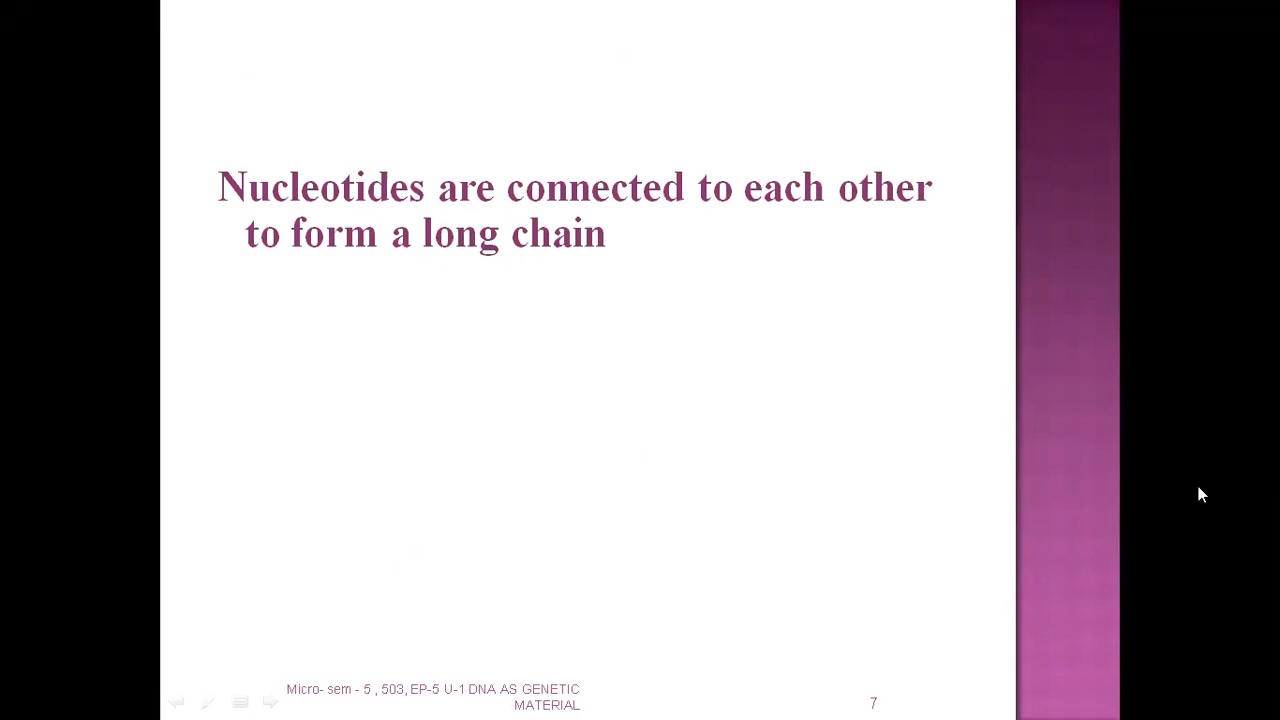 Nucleotides are connected to each other
to form a long chain
Micro- sem - 5 , 503, EP-5 U-1 DNA AS GENETIC
MATERIAL
7